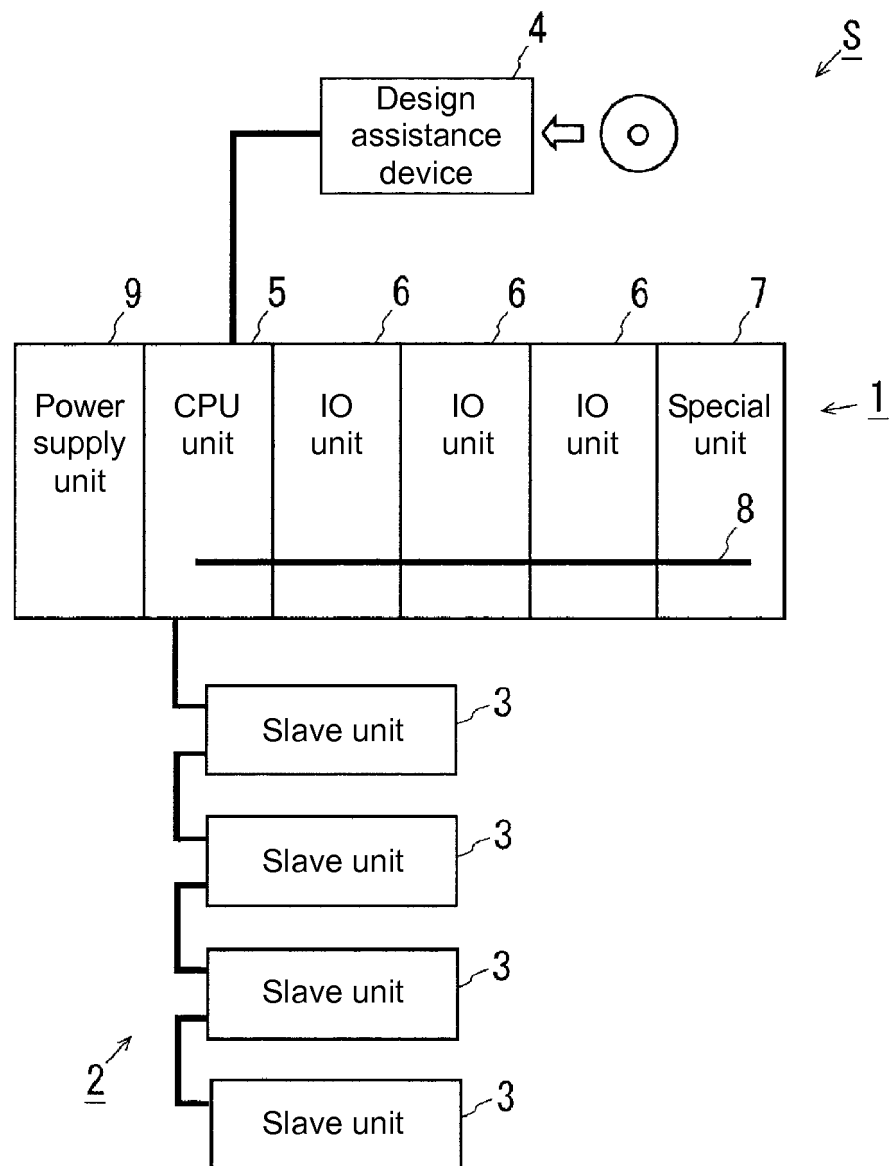 S
4
Design
assistance
device
9
5
6
6
6
7
Power
supply
unit
CPU
unit
IO
unit
IO
unit
IO
unit
Special
unit
1
8
Slave unit
3
Slave unit
3
Slave unit
3
2
Slave unit
3